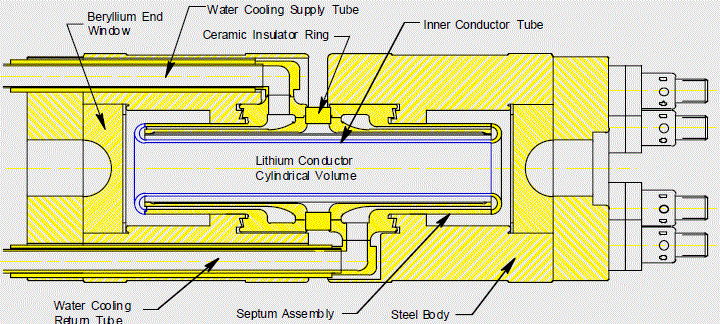 Water Cooling Supply Tube
Beryllium End
Window
Ceramic Insulator Ring
Inner Conductor Tube
Lithium Conductor
Cylindrical Volume
Water Cooling
Return Tube
Septum Assembly
Steel Body